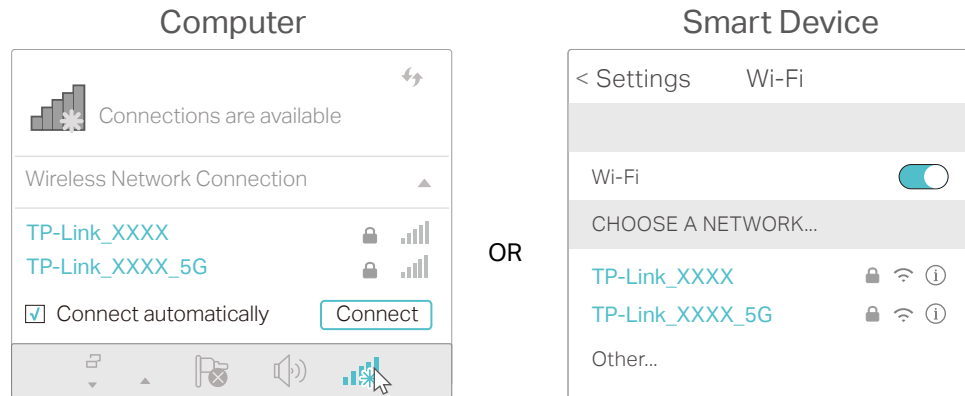 Computer
Connections are available
Wireless Network Connection
TP-Link_XXXX
TP-Link_XXXX_5G
Connect automatically Connect
OR
Smart Device
< Settings Wi-Fi
Wi-Fi
CHOOSE A NETWORK...
TP-Link_XXXX
TP-Link_XXXX_5G
Other...